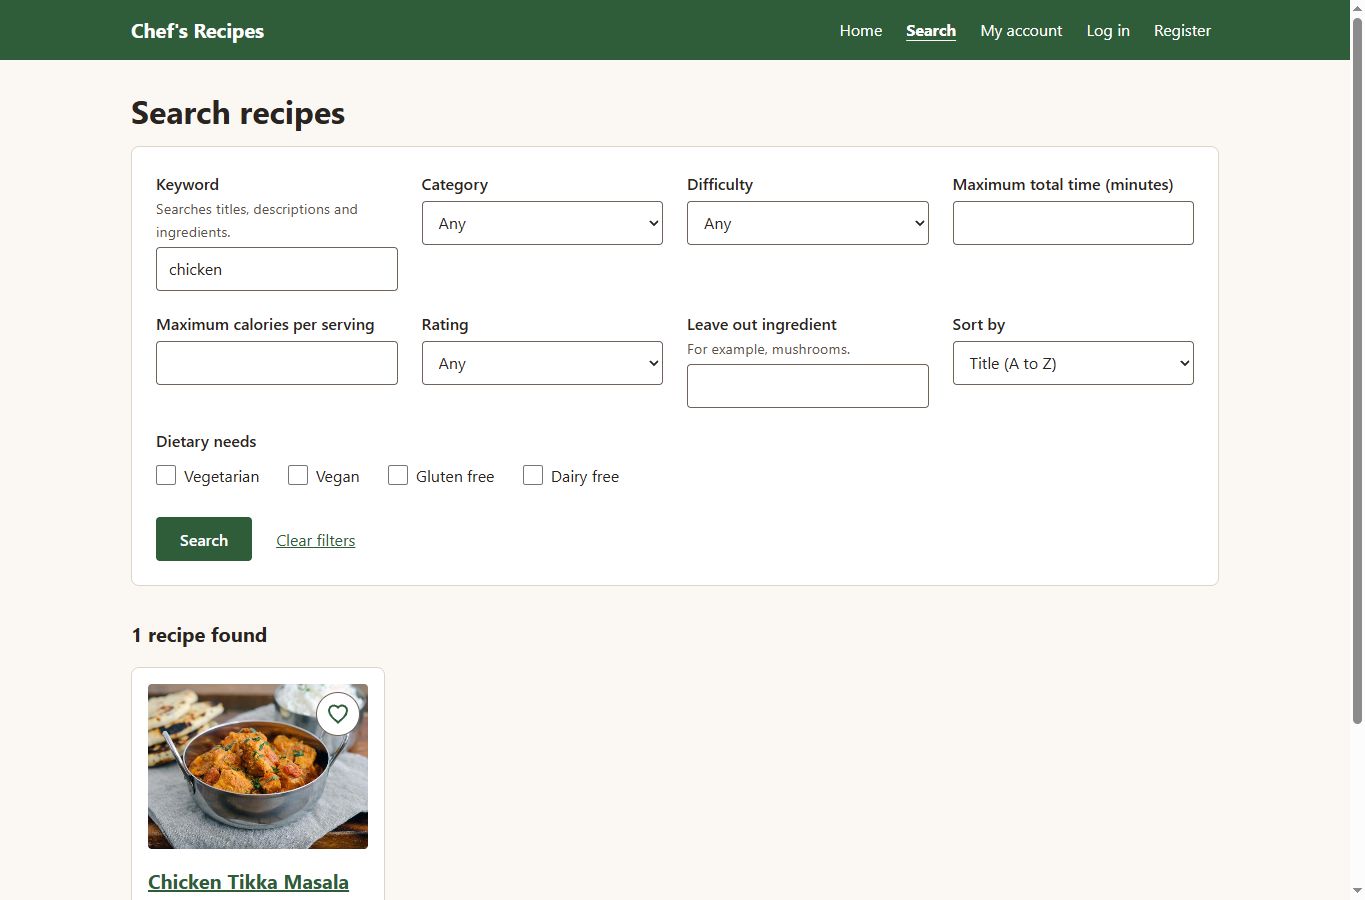 Chef's Recipes
Home Search My account Log in Register
Search recipes
Keyword
Searches titles, descriptions and
ingredients.
chicken
Category
Any
Difficulty
Any
Maximum total time (minutes)
Maximum calories per serving
Rating
Any
Leave out ingredient
For example, mushrooms.
Sort by
Title (A to Z)
Dietary needs
Vegetarian Vegan Gluten free Dairy free
Search Clear filters
1 recipe found
Chicken Tikka Masala